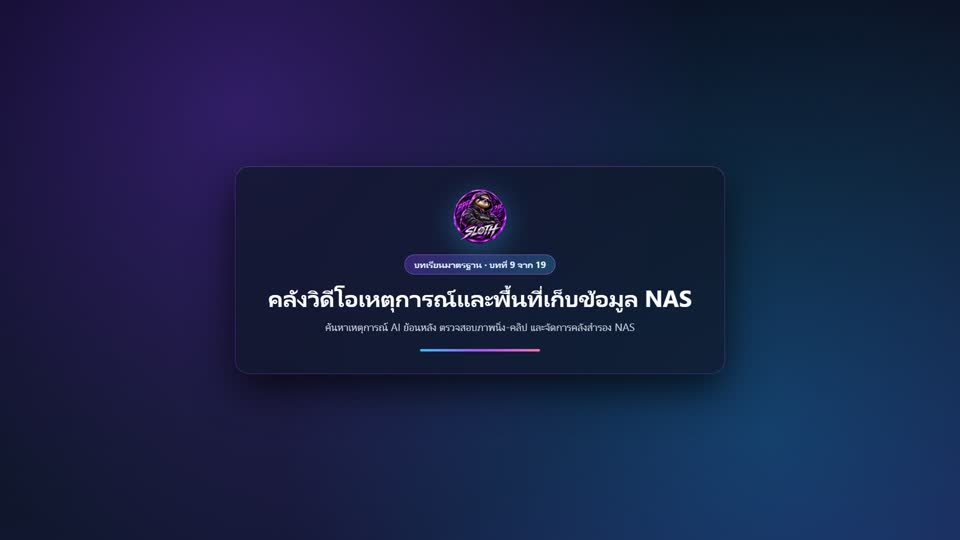 SLOTH
บทเรียนมาตรฐาน · บทที่ 9 จาก 19
คลังวิดีโอเหตุการณ์และพื้นที่เก็บข้อมูล NAS
ค้นหาเหตุการณ์ AI ย้อนหลัง ตรวจสอบภาพนิ่ง-คลิป และจัดการคลังสำรอง NAS